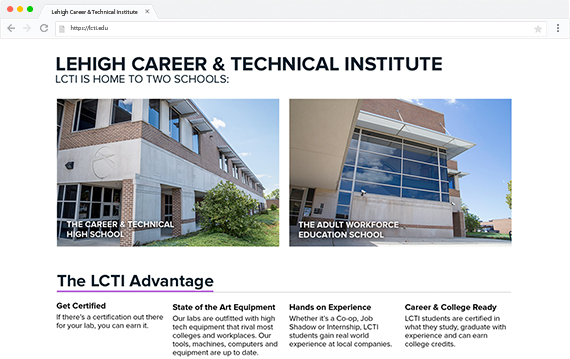 Lehigh Career & Technical Institute
https://lcti.edu
LEHIGH CAREER & TECHNICAL INSTITUTE
LCTI IS HOME TO TWO SCHOOLS:
THE CAREER & TECHNICAL
HIGH SCHOOL
THE ADULT WORKFORCE
EDUCATION SCHOOL
The LCTI Advantage
Get Certified
If there's a certification out there
for your lab, you can earn it.
State of the Art Equipment
Our labs are outfitted with high
tech equipment that rival most
colleges and workplaces. Our
tools, machines, computers and
equipment are up to date.
Hands on Experience
Whether it's a Co-op, Job
Shadow or Internship, LCTI
students gain real world
experience at local companies.
Career & College Ready
LCTI students are certified in
what they study, graduate with
experience and can earn
college credits.